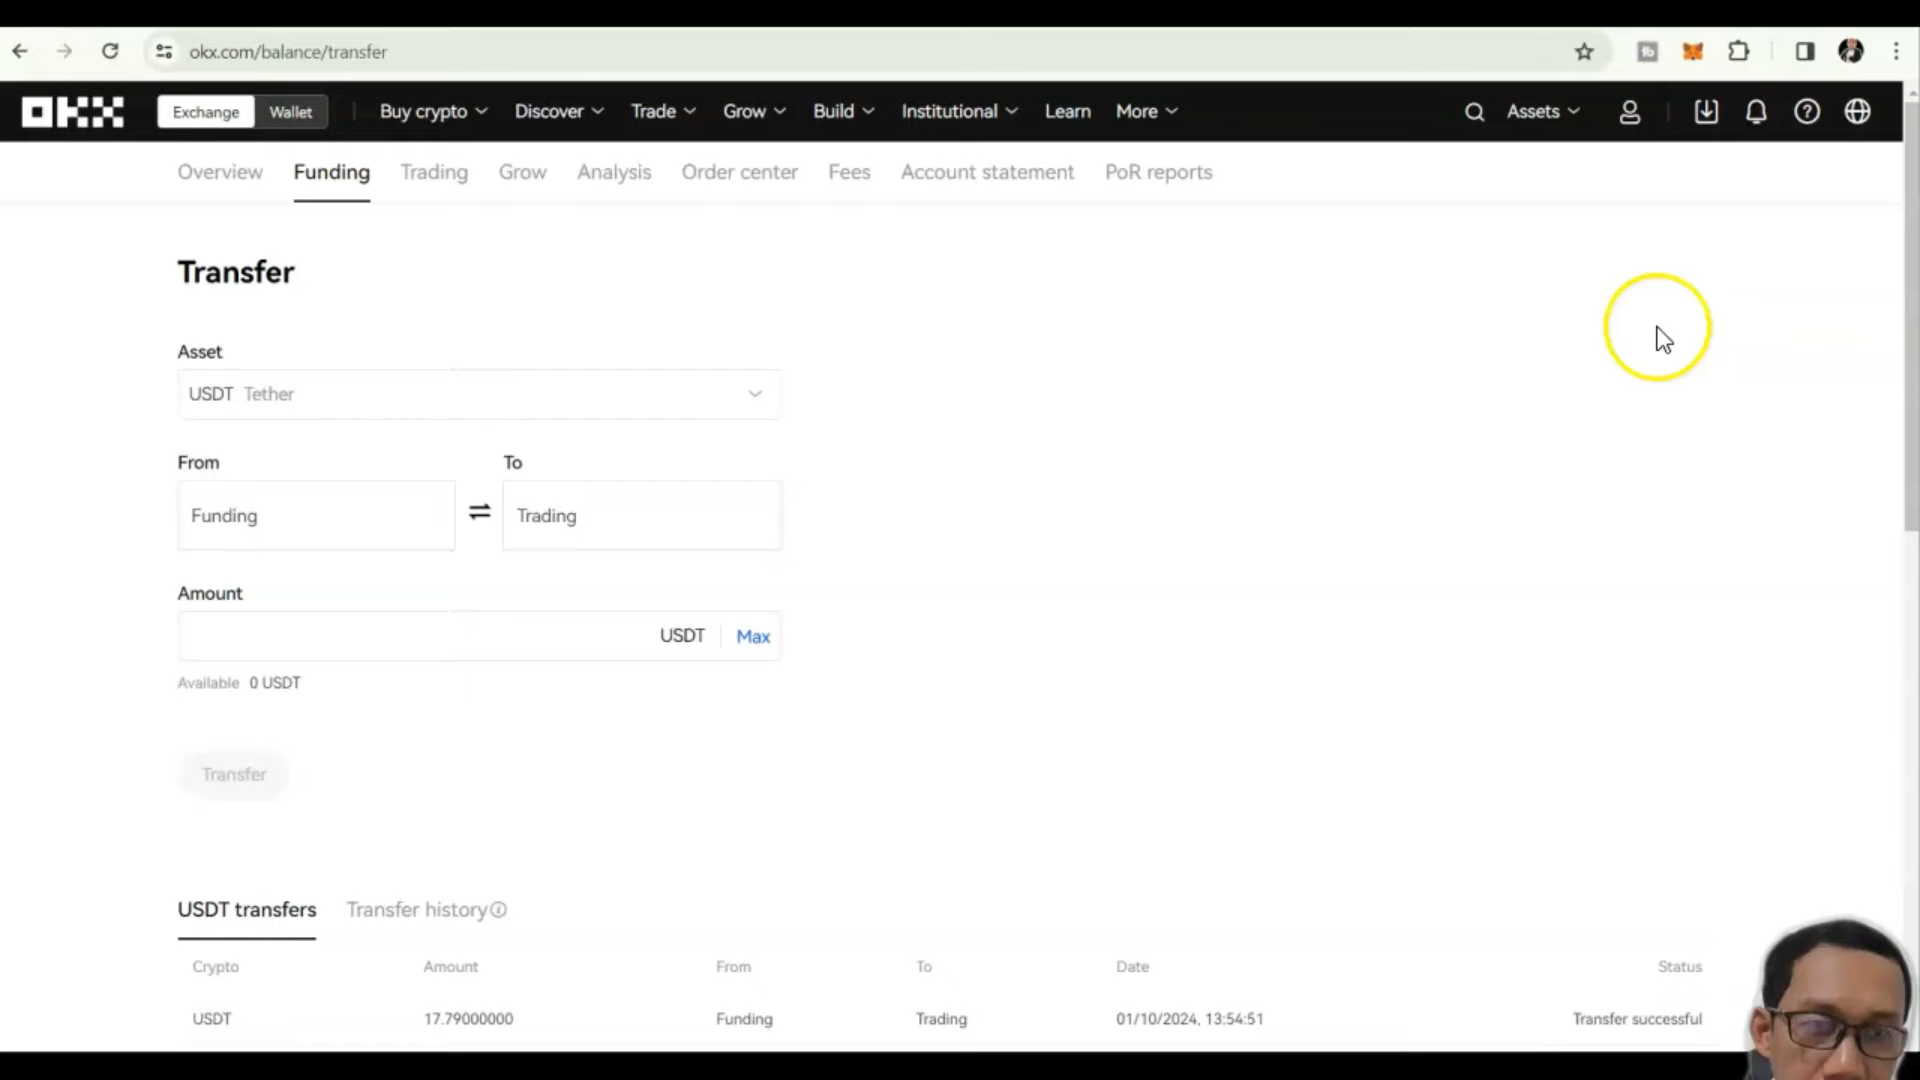 okx.com/balance/transfer
OKX Exchange Wallet Buy crypto Discover Trade Grow Build Institutional Learn More Assets
Overview Funding Trading Grow Analysis Order center Fees Account statement PoR reports
Transfer
Asset
USDT Tether
From To
Funding Trading
Amount
USDT Max
Available 0 USDT
Transfer
USDT transfers Transfer history
Crypto Amount From To Date Status
USDT 17.79000000 Funding Trading 01/10/2024, 13:54:51 Transfer successful